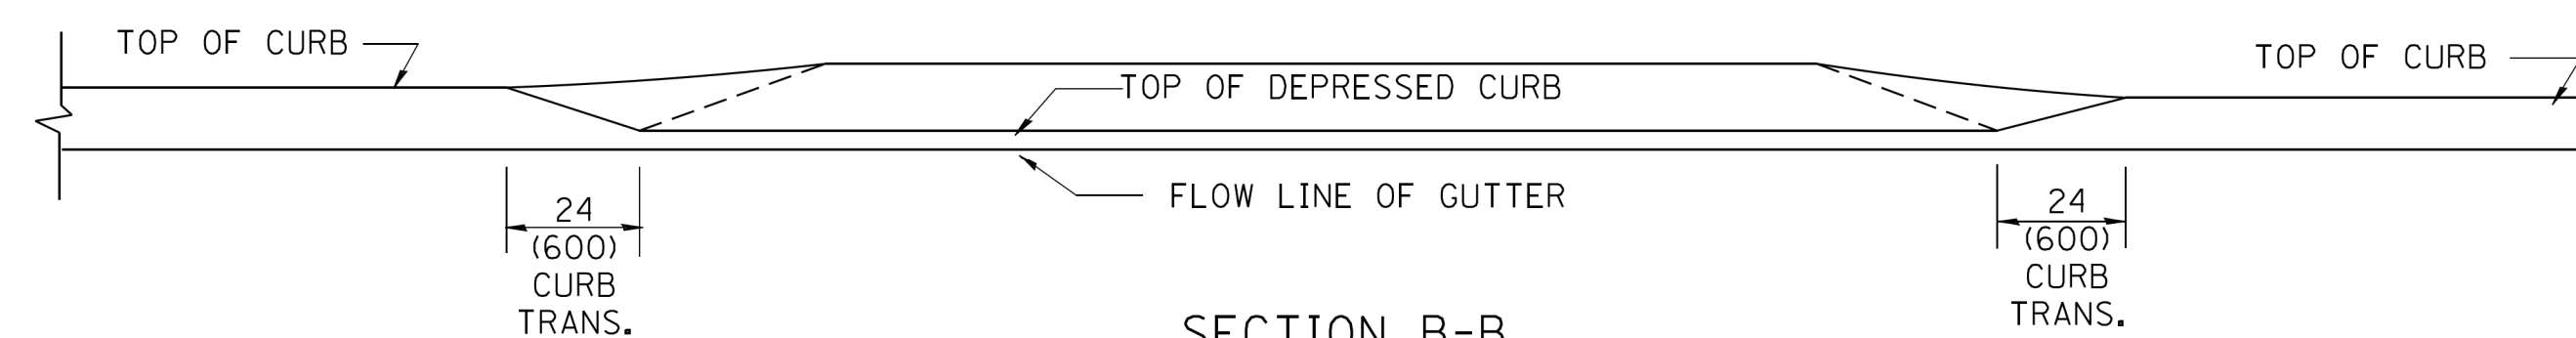 TOP OF CURB
TOP OF CURB
TOP OF DEPRESSED CURB
FLOW LINE OF GUTTER
24
(600)
CURB
TRANS.
24
(600)
CURB
TRANS.
SECTION B-B